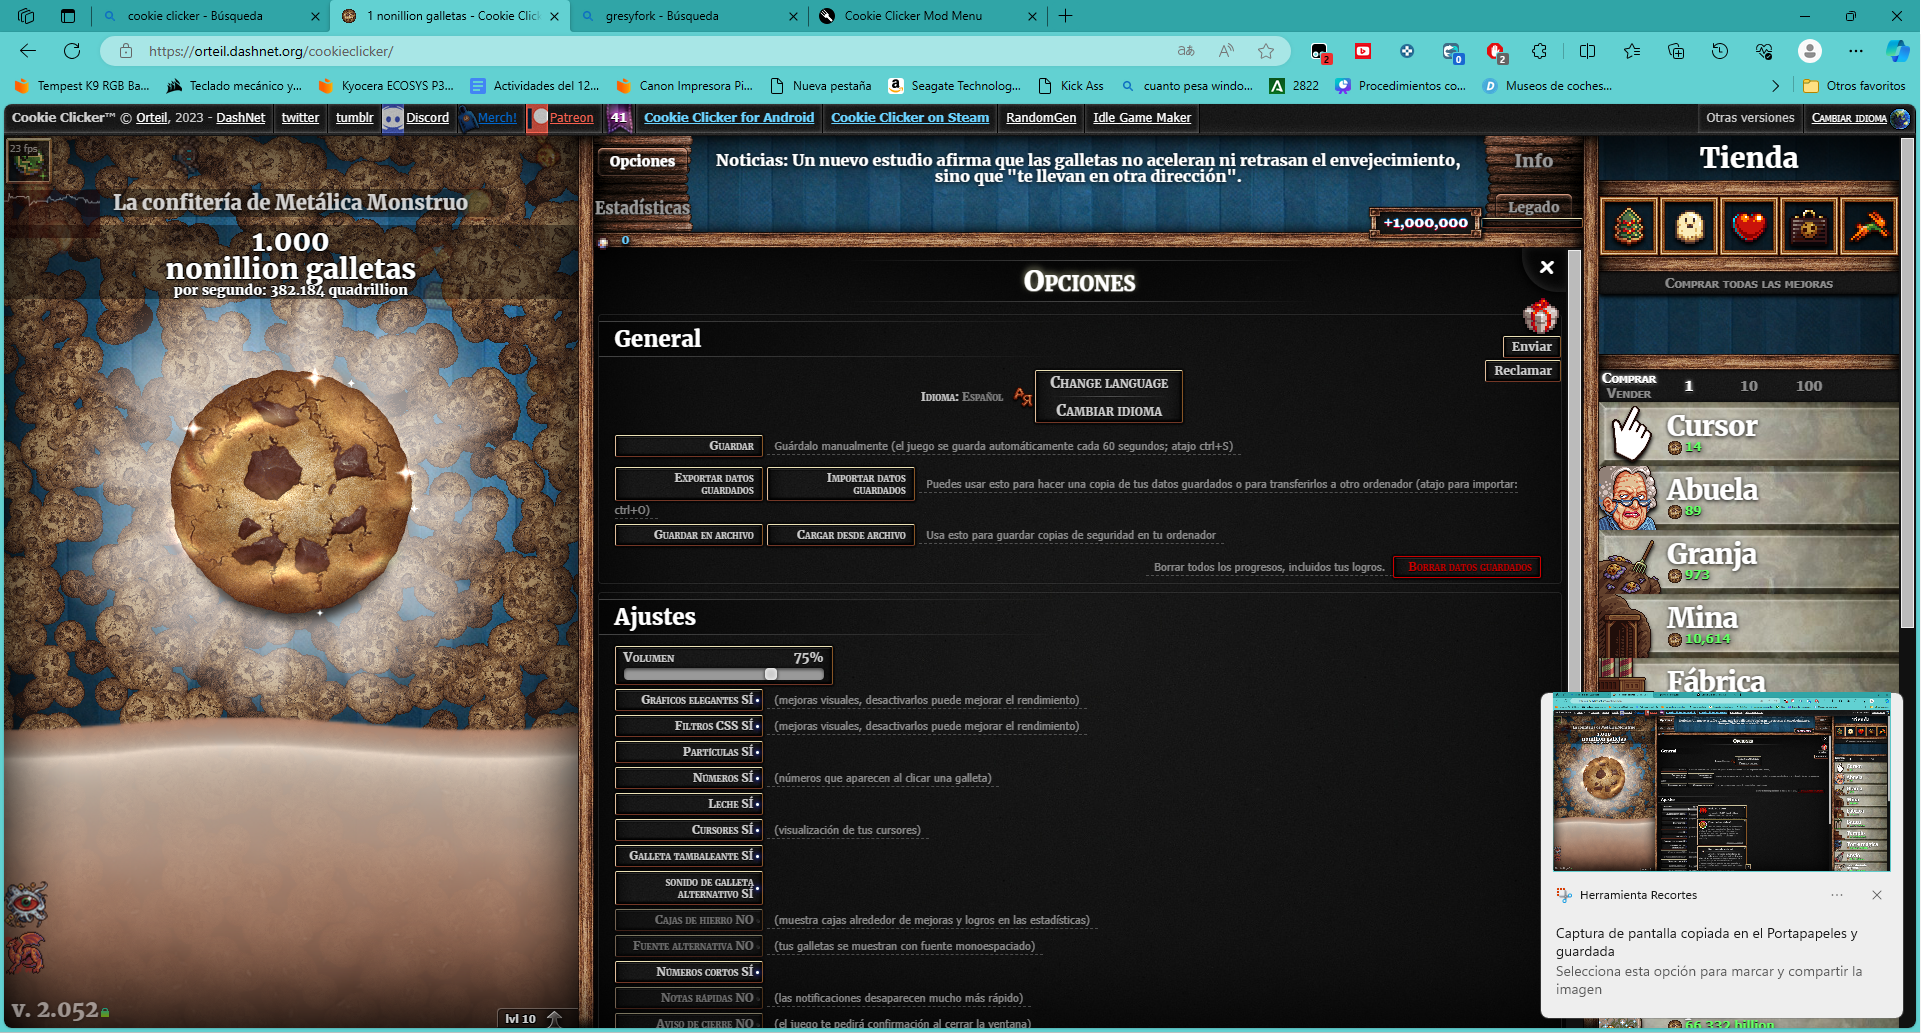 cookie clicker - Búsqueda
1 nonillion galletas - Cookie Click
gresyfork - Búsqueda
Cookie Clicker Mod Menu
https://orteil.dashnet.org/cookieclicker/
Tempest K9 RGB Ba...
Teclado mecánico y...
Kyocera ECOSYS P3...
Actividades del 12...
Canon Impresora Pi...
Nueva pestaña
Seagate Technolog...
Kick Ass
cuanto pesa windo...
2822
Procedimientos co...
Museos de coches...
Otros favoritos
Cookie Clicker™ © Orteil, 2023 - DashNet
twitter
tumblr
Discord
Merch!
Patreon
41
Cookie Clicker for Android
Cookie Clicker on Steam
RandomGen
Idle Game Maker
Otras versiones
Cambiar idioma
23 fps
La confitería de Metálica Monstruo
1.000
nonillion galletas
por segundo: 382.184 quadrillion
v. 2.052
lvl 10
Opciones
Estadísticas
Noticias: Un nuevo estudio afirma que las galletas no aceleran ni retrasan el envejecimiento,
sino que "te llevan en otra dirección".
Info
Legado
+1,000,000
0
Opciones
General
Enviar
Reclamar
Idioma: Español
Change language
Cambiar idioma
Guardar
Guárdalo manualmente (el juego se guarda automáticamente cada 60 segundos; atajo ctrl+S)
Exportar datos
guardados
Importar datos
guardados
Puedes usar esto para hacer una copia de tus datos guardados o para transferirlos a otro ordenador (atajo para importar:
ctrl+O)
Guardar en archivo
Cargar desde archivo
Usa esto para guardar copias de seguridad en tu ordenador
Borrar todos los progresos, incluidos tus logros.
Borrar datos guardados
Ajustes
Volumen 75%
Gráficos elegantes SÍ
(mejoras visuales, desactivarlos puede mejorar el rendimiento)
Filtros CSS SÍ
(mejoras visuales, desactivarlos puede mejorar el rendimiento)
Partículas SÍ
Números SÍ
(números que aparecen al clicar una galleta)
Leche SÍ
Cursores SÍ
(visualización de tus cursores)
Galleta tambaleante SÍ
sonido de galleta
alternativo SÍ
Cajas de hierro NO
(muestra cajas alrededor de mejoras y logros en las estadísticas)
Fuente alternativa NO
(tus galletas se muestran con fuente monoespaciado)
Números cortos SÍ
Notas rápidas NO
(las notificaciones desaparecen mucho más rápido)
Aviso de cierre NO
(el juego te pedirá confirmación al cerrar la ventana)
Tienda
Comprar todas las mejoras
Comprar
Vender
1
10
100
Cursor
14
Abuela
89
Granja
973
Mina
10,614
Fábrica
Herramienta Recortes
Captura de pantalla copiada en el Portapapeles y
guardada
Selecciona esta opción para marcar y compartir la
imagen
66.332 billion